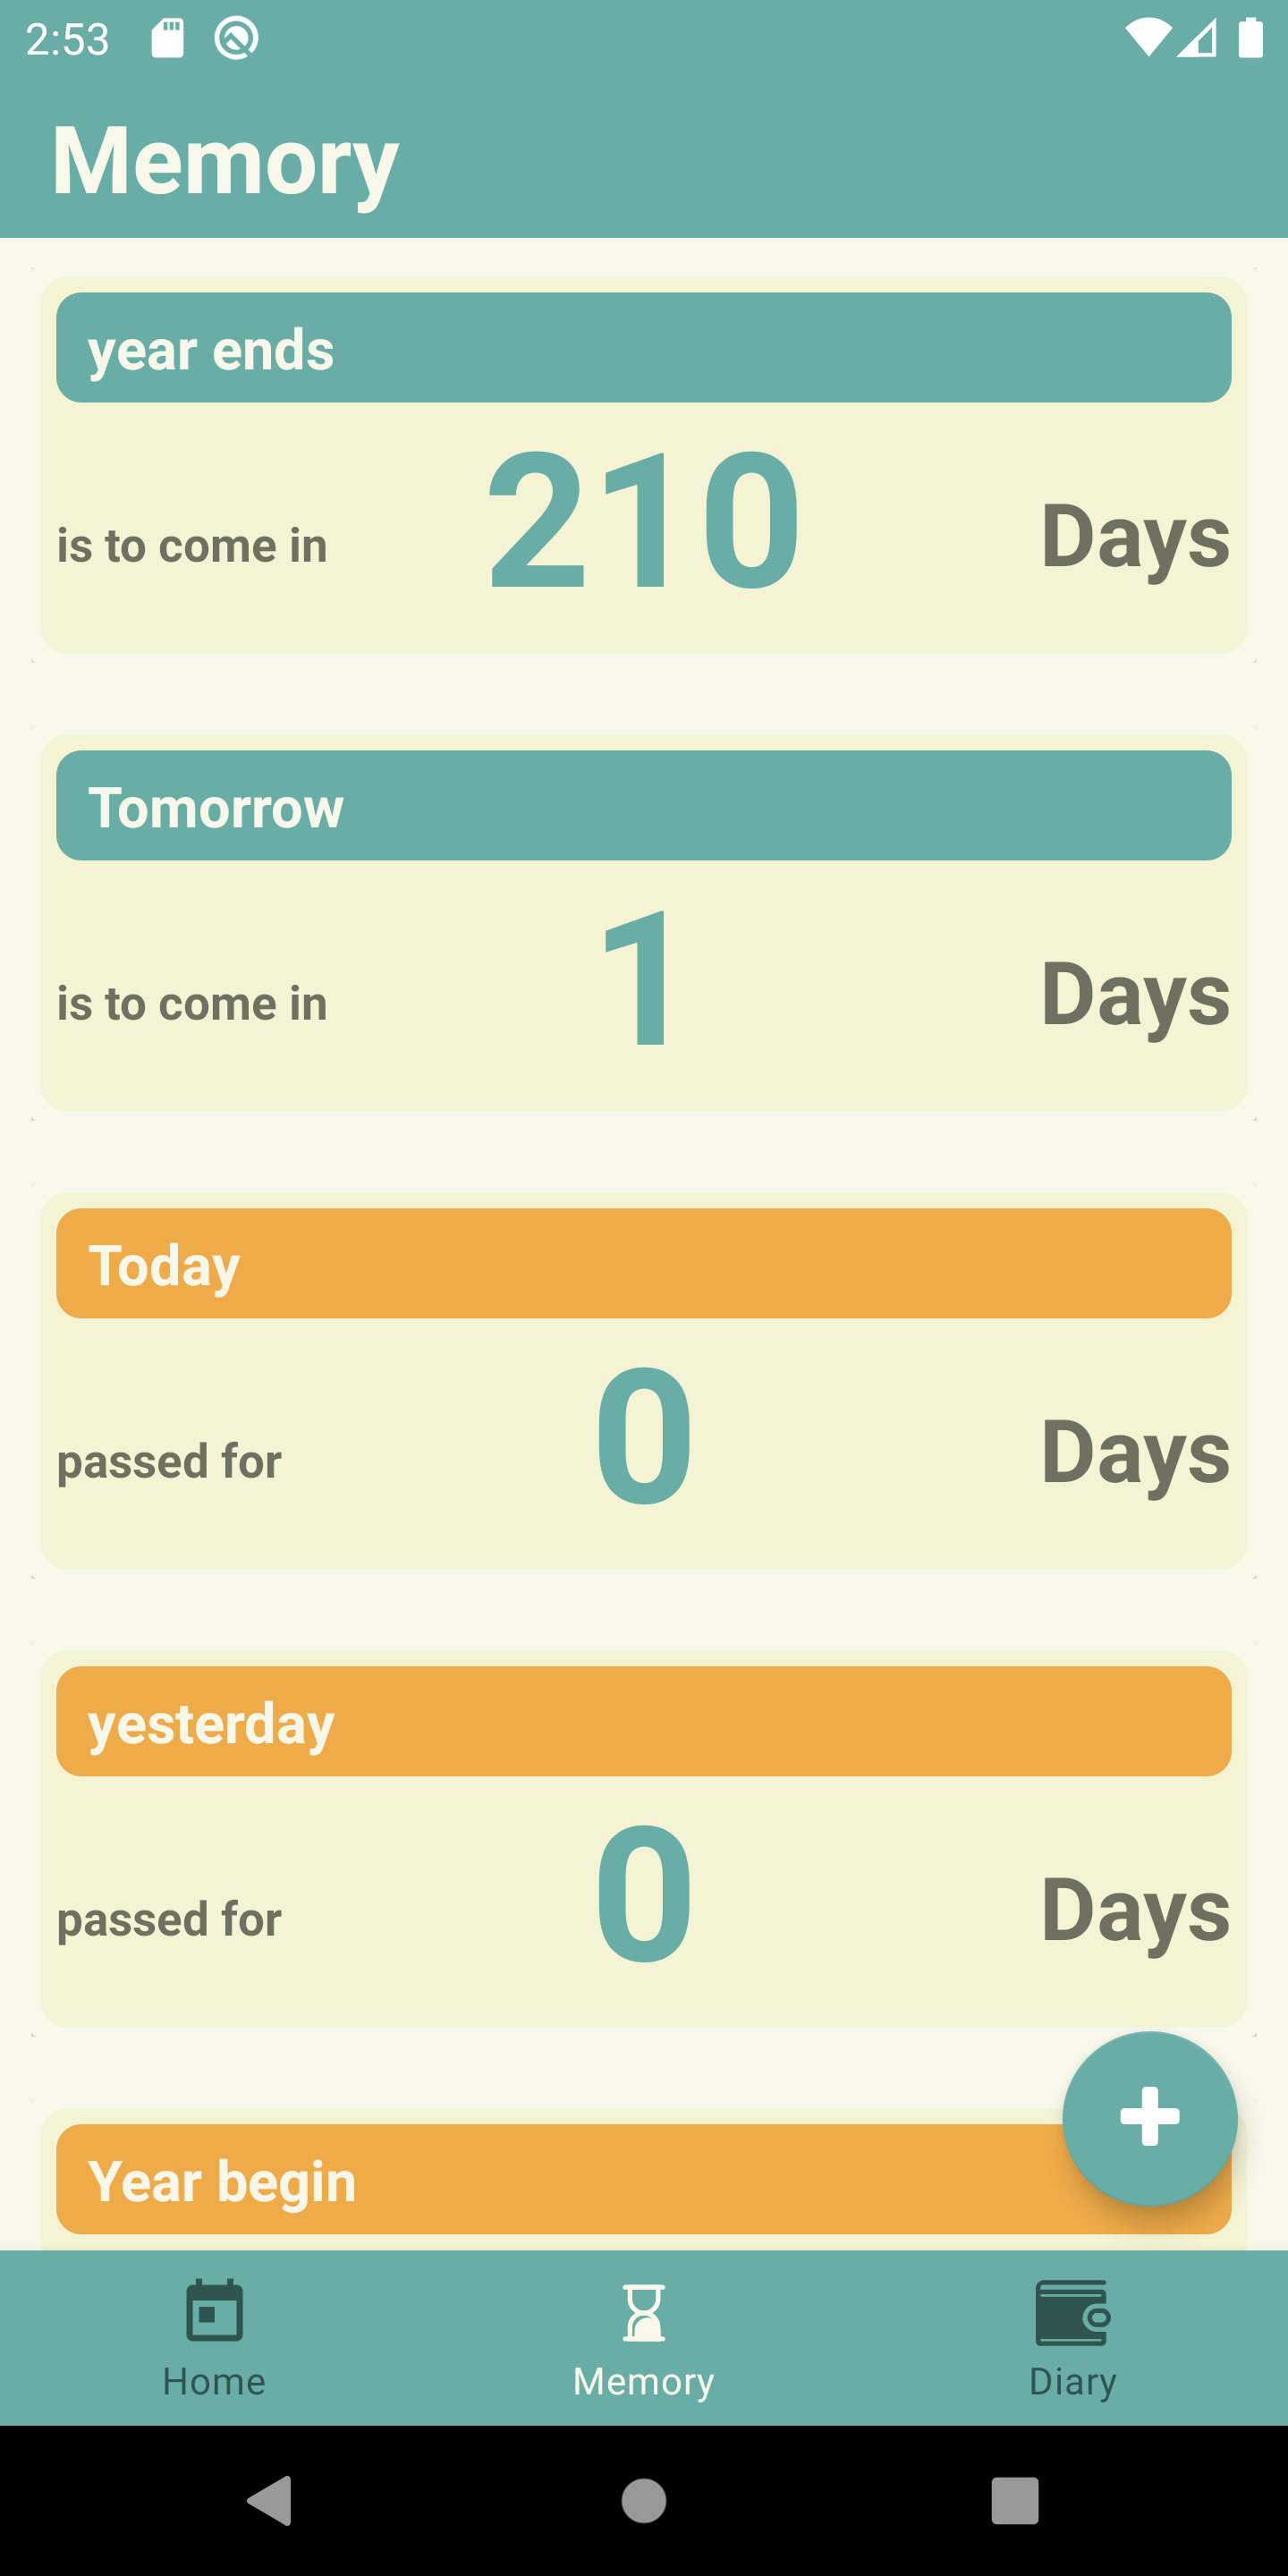 2:53
Memory
year ends
is to come in 210 Days
Tomorrow
is to come in 1 Days
Today
passed for 0 Days
yesterday
passed for 0 Days
Year begin
Home Memory Diary